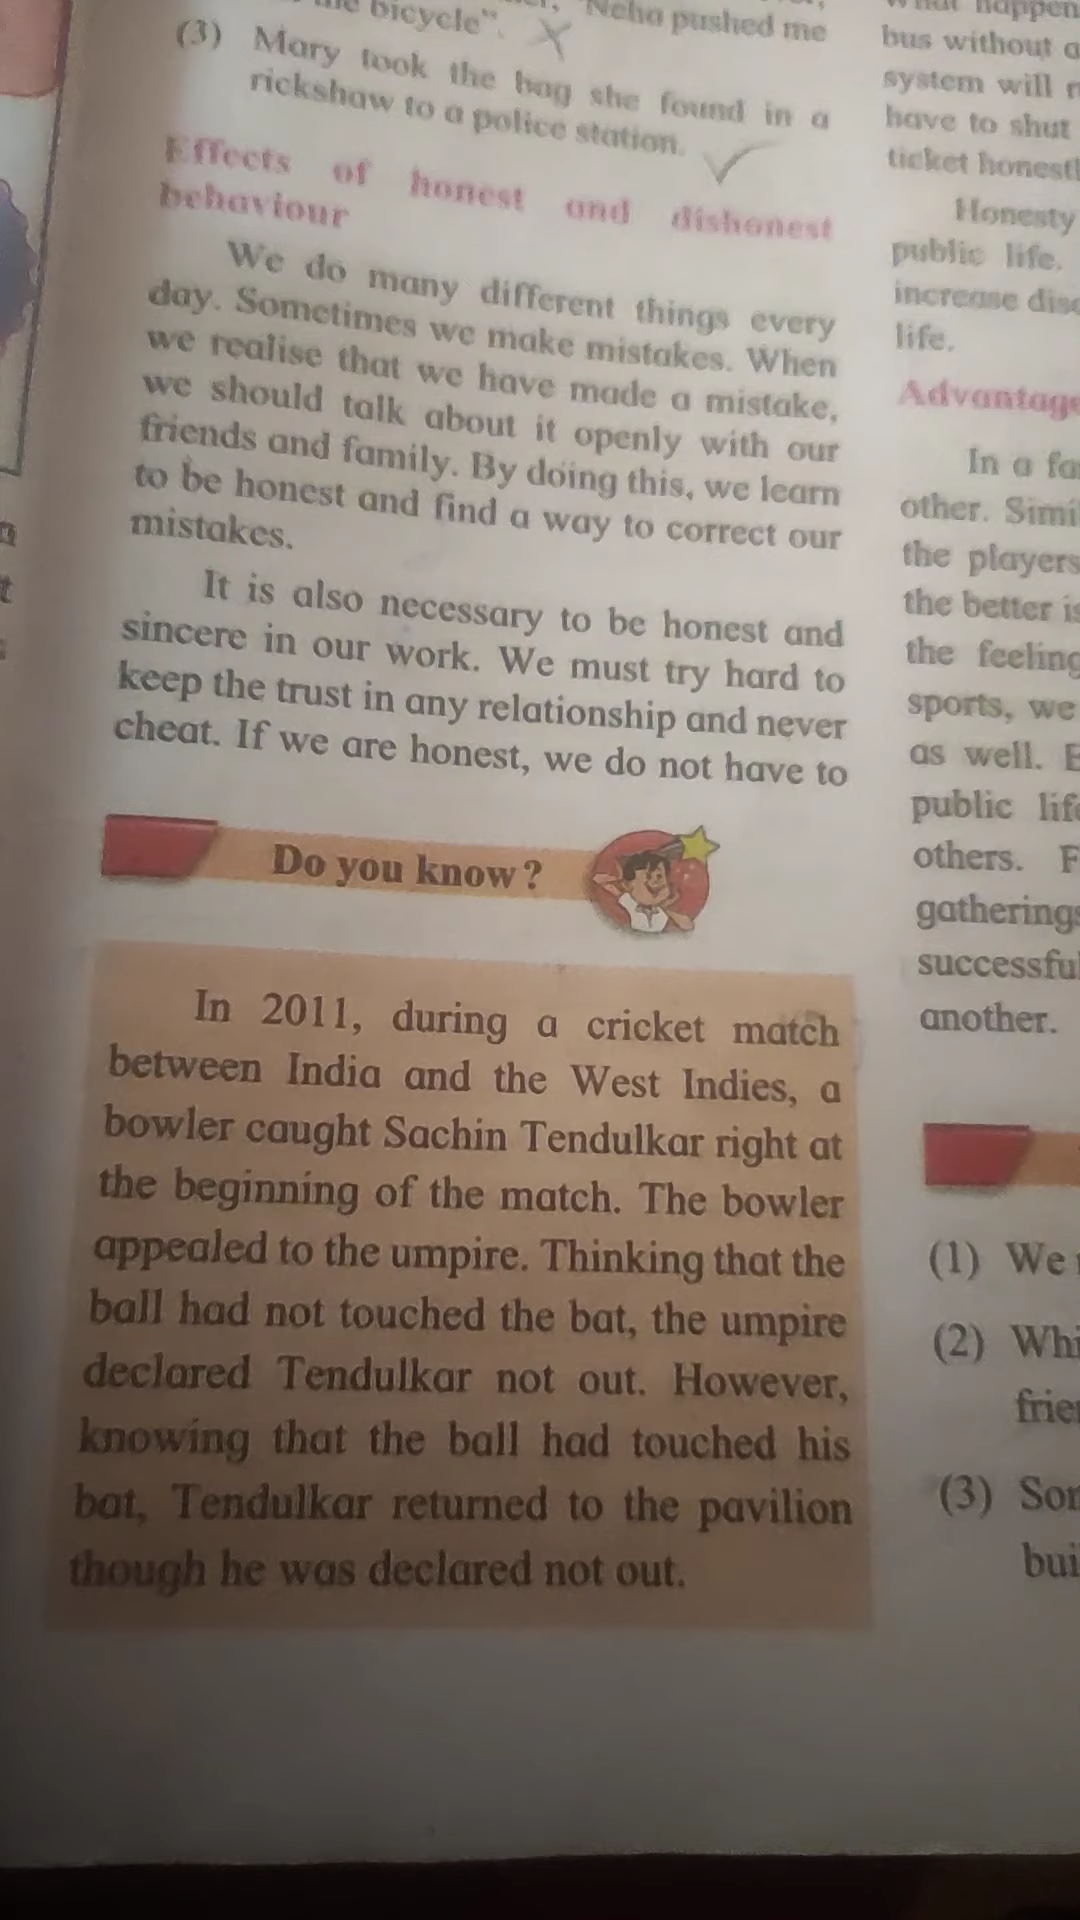 the bicycle".
Neha pushed me
(3) Mary took the bag she found in a
rickshaw to a police station.
Effects of honest and dishonest
behaviour
We do many different things every
day. Sometimes we make mistakes. When
we realise that we have made a mistake,
we should talk about it openly with our
friends and family. By doing this, we learn
to be honest and find a way to correct our
mistakes.
It is also necessary to be honest and
sincere in our work. We must try hard to
keep the trust in any relationship and never
cheat. If we are honest, we do not have to
Do you know?
In 2011, during a cricket match
between India and the West Indies, a
bowler caught Sachin Tendulkar right at
the beginning of the match. The bowler
appealed to the umpire. Thinking that the
ball had not touched the bat, the umpire
declared Tendulkar not out. However,
knowing that the ball had touched his
bat, Tendulkar returned to the pavilion
though he was declared not out.
bus without a
system will
have to shut
ticket honestl
Honesty
public life.
increase dis
life.
Advantage
In a fa
other. Simi
the players
the better is
the feeling
sports, we
as well. E
public life
others. F
gatherings
successful
another.
(1) We
(2) Whi
frie
(3) Som
bui